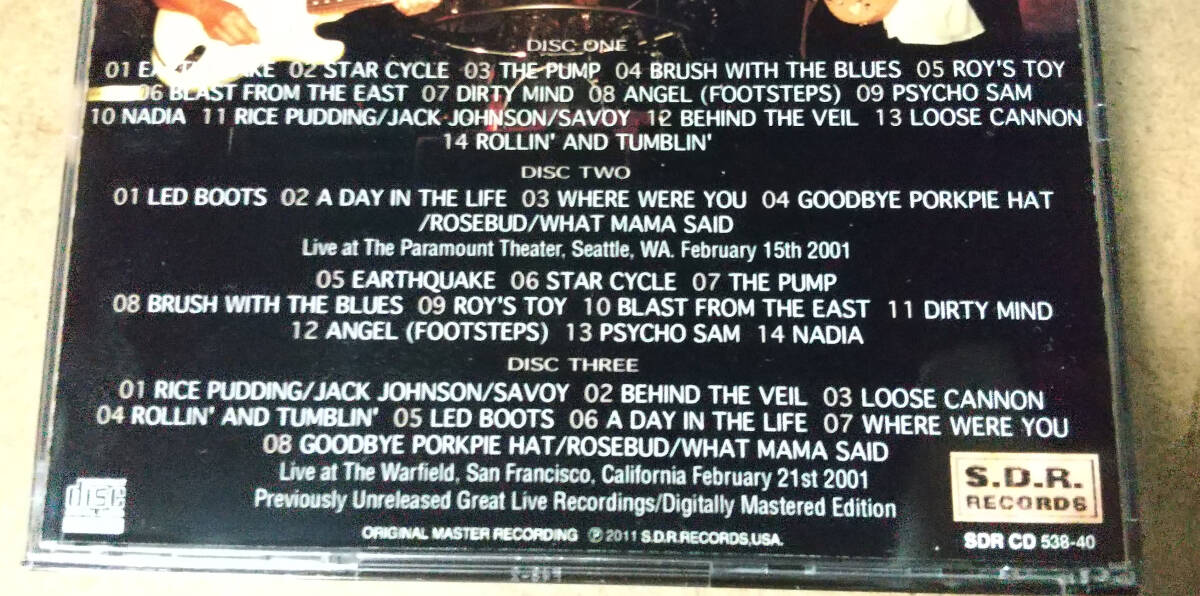 DISC ONE
01 EARTHQUAKE 02 STAR CYCLE 03 THE PUMP 04 BRUSH WITH THE BLUES 05 ROY'S TOY
06 BLAST FROM THE EAST 07 DIRTY MIND 08 ANGEL (FOOTSTEPS) 09 PSYCHO SAM
10 NADIA 11 RICE PUDDING/JACK JOHNSON/SAVOY 12 BEHIND THE VEIL 13 LOOSE CANNON
14 ROLLIN' AND TUMBLIN'
DISC TWO
01 LED BOOTS 02 A DAY IN THE LIFE 03 WHERE WERE YOU 04 GOODBYE PORKPIE HAT
/ROSEBUD/WHAT MAMA SAID
Live at The Paramount Theater, Seattle, WA. February 15th 2001
05 EARTHQUAKE 06 STAR CYCLE 07 THE PUMP
08 BRUSH WITH THE BLUES 09 ROY'S TOY 10 BLAST FROM THE EAST 11 DIRTY MIND
12 ANGEL (FOOTSTEPS) 13 PSYCHO SAM 14 NADIA
DISC THREE
01 RICE PUDDING/JACK JOHNSON/SAVOY 02 BEHIND THE VEIL 03 LOOSE CANNON
04 ROLLIN' AND TUMBLIN' 05 LED BOOTS 06 A DAY IN THE LIFE 07 WHERE WERE YOU
08 GOODBYE PORKPIE HAT/ROSEBUD/WHAT MAMA SAID
Live at The Warfield, San Francisco, California February 21st 2001
Previously Unreleased Great Live Recordings/Digitally Mastered Edition
ORIGINAL MASTER RECORDING ℗ 2011 S.D.R.RECORDS,USA.
disc
S.D.R.
RECORDS
SDR CD 538-40